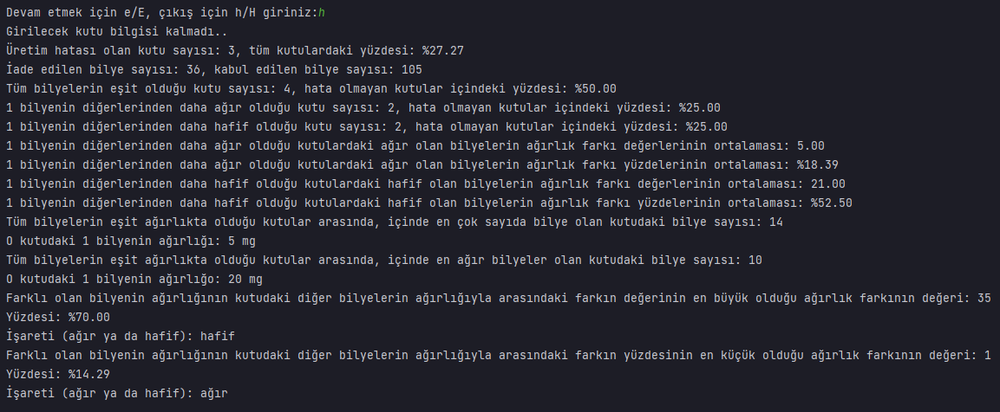 Devam etmek için e/E, çıkış için h/H giriniz:h
Girilecek kutu bilgisi kalmadı..
Üretim hatası olan kutu sayısı: 3, tüm kutulardaki yüzdesi: %27.27
İade edilen bilye sayısı: 36, kabul edilen bilye sayısı: 105
Tüm bilyelerin eşit olduğu kutu sayısı: 4, hata olmayan kutular içindeki yüzdesi: %50.00
1 bilyenin diğerlerinden daha ağır olduğu kutu sayısı: 2, hata olmayan kutular içindeki yüzdesi: %25.00
1 bilyenin diğerlerinden daha hafif olduğu kutu sayısı: 2, hata olmayan kutular içindeki yüzdesi: %25.00
1 bilyenin diğerlerinden daha ağır olduğu kutulardaki ağır olan bilyelerin ağırlık farkı değerlerinin ortalaması: 5.00
1 bilyenin diğerlerinden daha ağır olduğu kutulardaki ağır olan bilyelerin ağırlık farkı yüzdelerinin ortalaması: %18.39
1 bilyenin diğerlerinden daha hafif olduğu kutulardaki hafif olan bilyelerin ağırlık farkı değerlerinin ortalaması: 21.00
1 bilyenin diğerlerinden daha hafif olduğu kutulardaki hafif olan bilyelerin ağırlık farkı yüzdelerinin ortalaması: %52.50
Tüm bilyelerin eşit ağırlıkta olduğu kutular arasında, içinde en çok sayıda bilye olan kutudaki bilye sayısı: 14
O kutudaki 1 bilyenin ağırlığı: 5 mg
Tüm bilyelerin eşit ağırlıkta olduğu kutular arasında, içinde en ağır bilyeler olan kutudaki bilye sayısı: 10
O kutudaki 1 bilyenin ağırlığo: 20 mg
Farklı olan bilyenin ağırlığının kutudaki diğer bilyelerin ağırlığıyla arasındaki farkın değerinin en büyük olduğu ağırlık farkının değeri: 35
Yüzdesi: %70.00
İşareti (ağır ya da hafif): hafif
Farklı olan bilyenin ağırlığının kutudaki diğer bilyelerin ağırlığıyla arasındaki farkın yüzdesinin en küçük olduğu ağırlık farkının değeri: 1
Yüzdesi: %14.29
İşareti (ağır ya da hafif): ağır